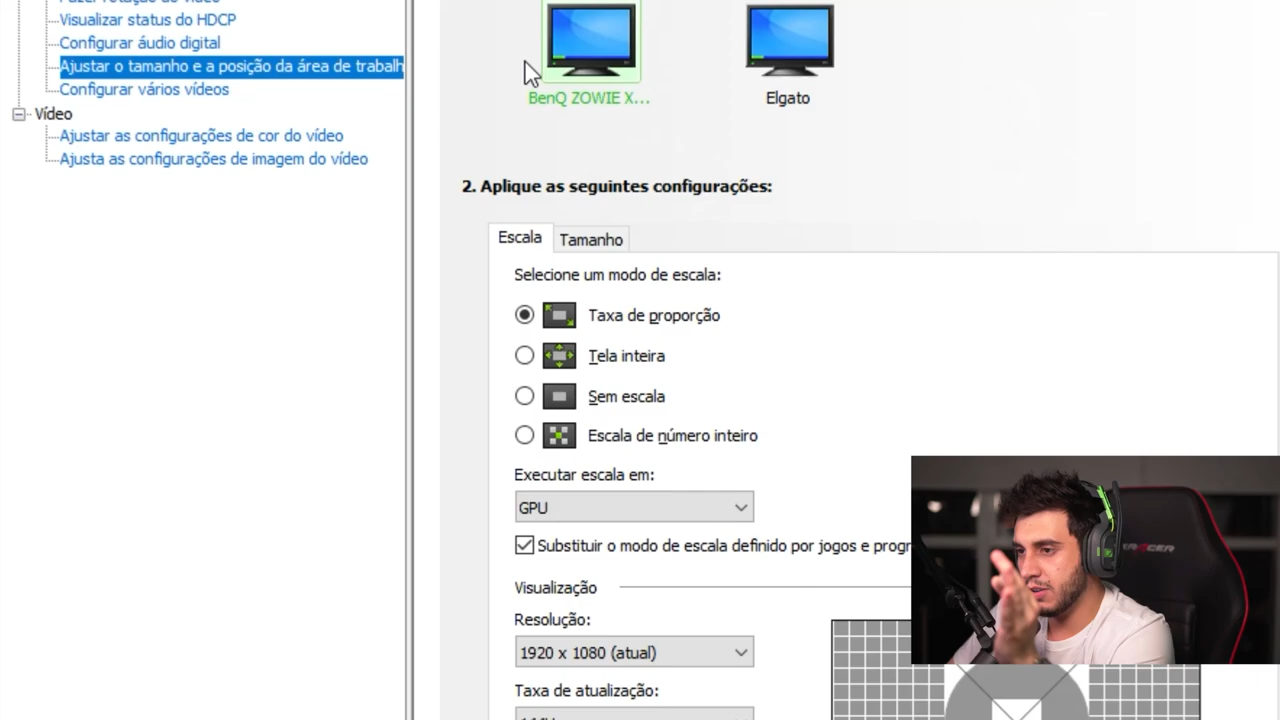 Visualizar status do HDCP
Configurar áudio digital
Ajustar o tamanho e a posição da área de trabalh
Configurar vários vídeos
Vídeo
Ajustar as configurações de cor do vídeo
Ajusta as configurações de imagem do vídeo
BenQ ZOWIE X...
Elgato
2. Aplique as seguintes configurações:
Escala
Tamanho
Selecione um modo de escala:
Taxa de proporção
Tela inteira
Sem escala
Escala de número inteiro
Executar escala em:
GPU
Substituir o modo de escala definido por jogos e progr
Visualização
Resolução:
1920 x 1080 (atual)
Taxa de atualização: